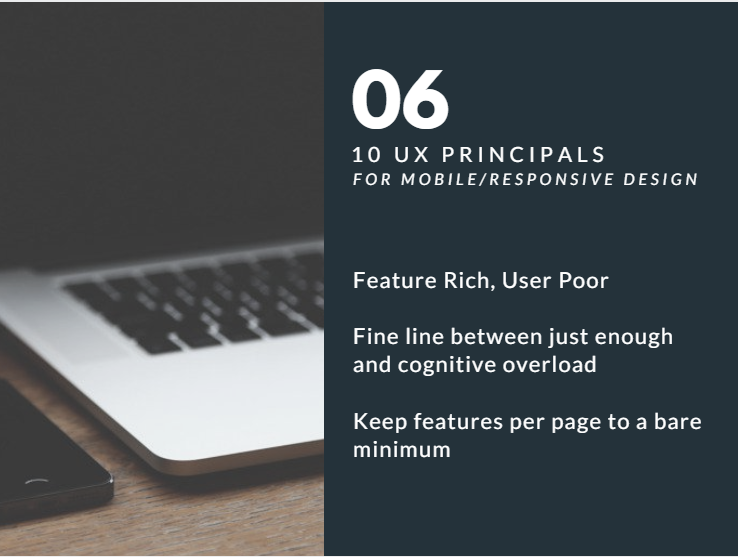 06
10 UX PRINCIPALS
FOR MOBILE/RESPONSIVE DESIGN
Feature Rich, User Poor
Fine line between just enough
and cognitive overload
Keep features per page to a bare
minimum